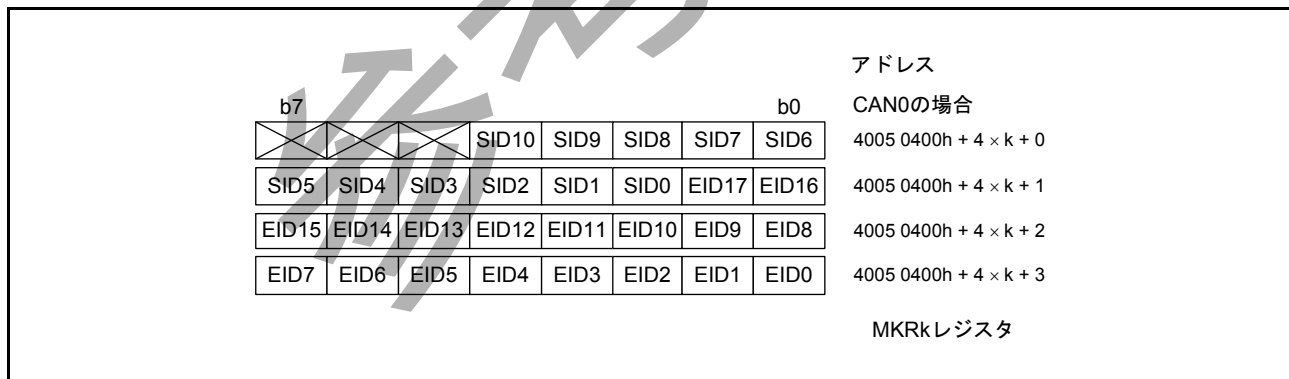 アドレス
b7 b0 CAN0の場合
SID10 SID9 SID8 SID7 SID6 4005 0400h + 4 × k + 0
SID5 SID4 SID3 SID2 SID1 SID0 EID17 EID16 4005 0400h + 4 × k + 1
EID15 EID14 EID13 EID12 EID11 EID10 EID9 EID8 4005 0400h + 4 × k + 2
EID7 EID6 EID5 EID4 EID3 EID2 EID1 EID0 4005 0400h + 4 × k + 3
MKRkレジスタ